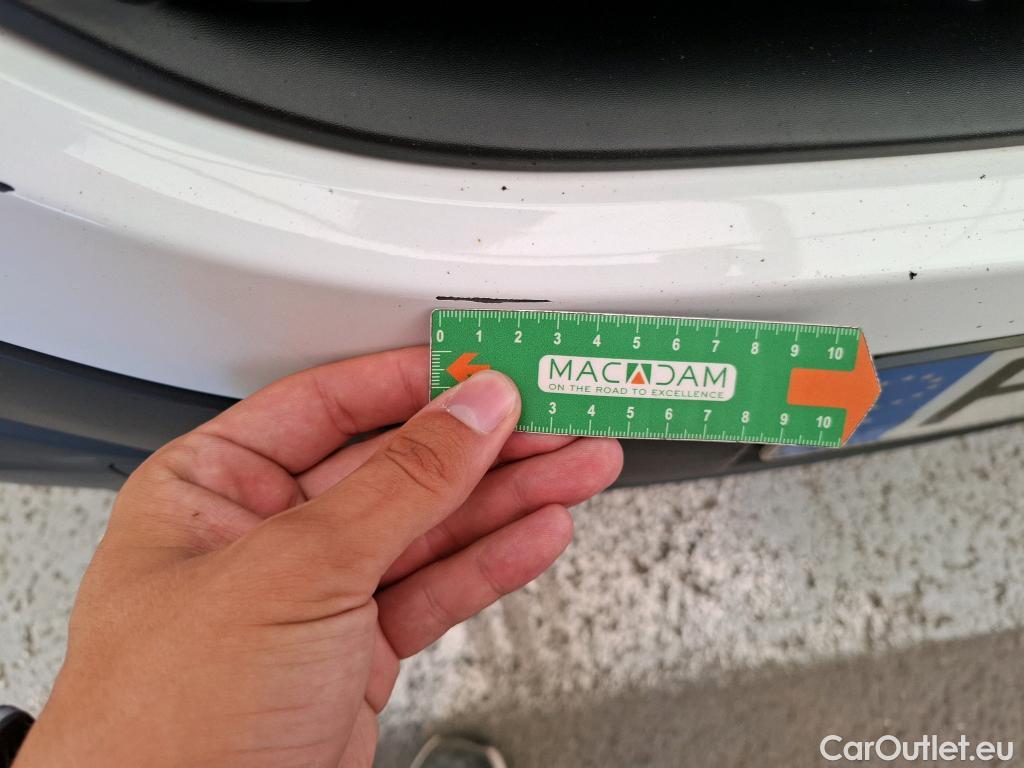 0 1 2 3 4 5 6 7 8 9 10
MACADAM
ON THE ROAD TO EXCELLENCE
3 4 5 6 7 8 9 10
CarOutlet.eu